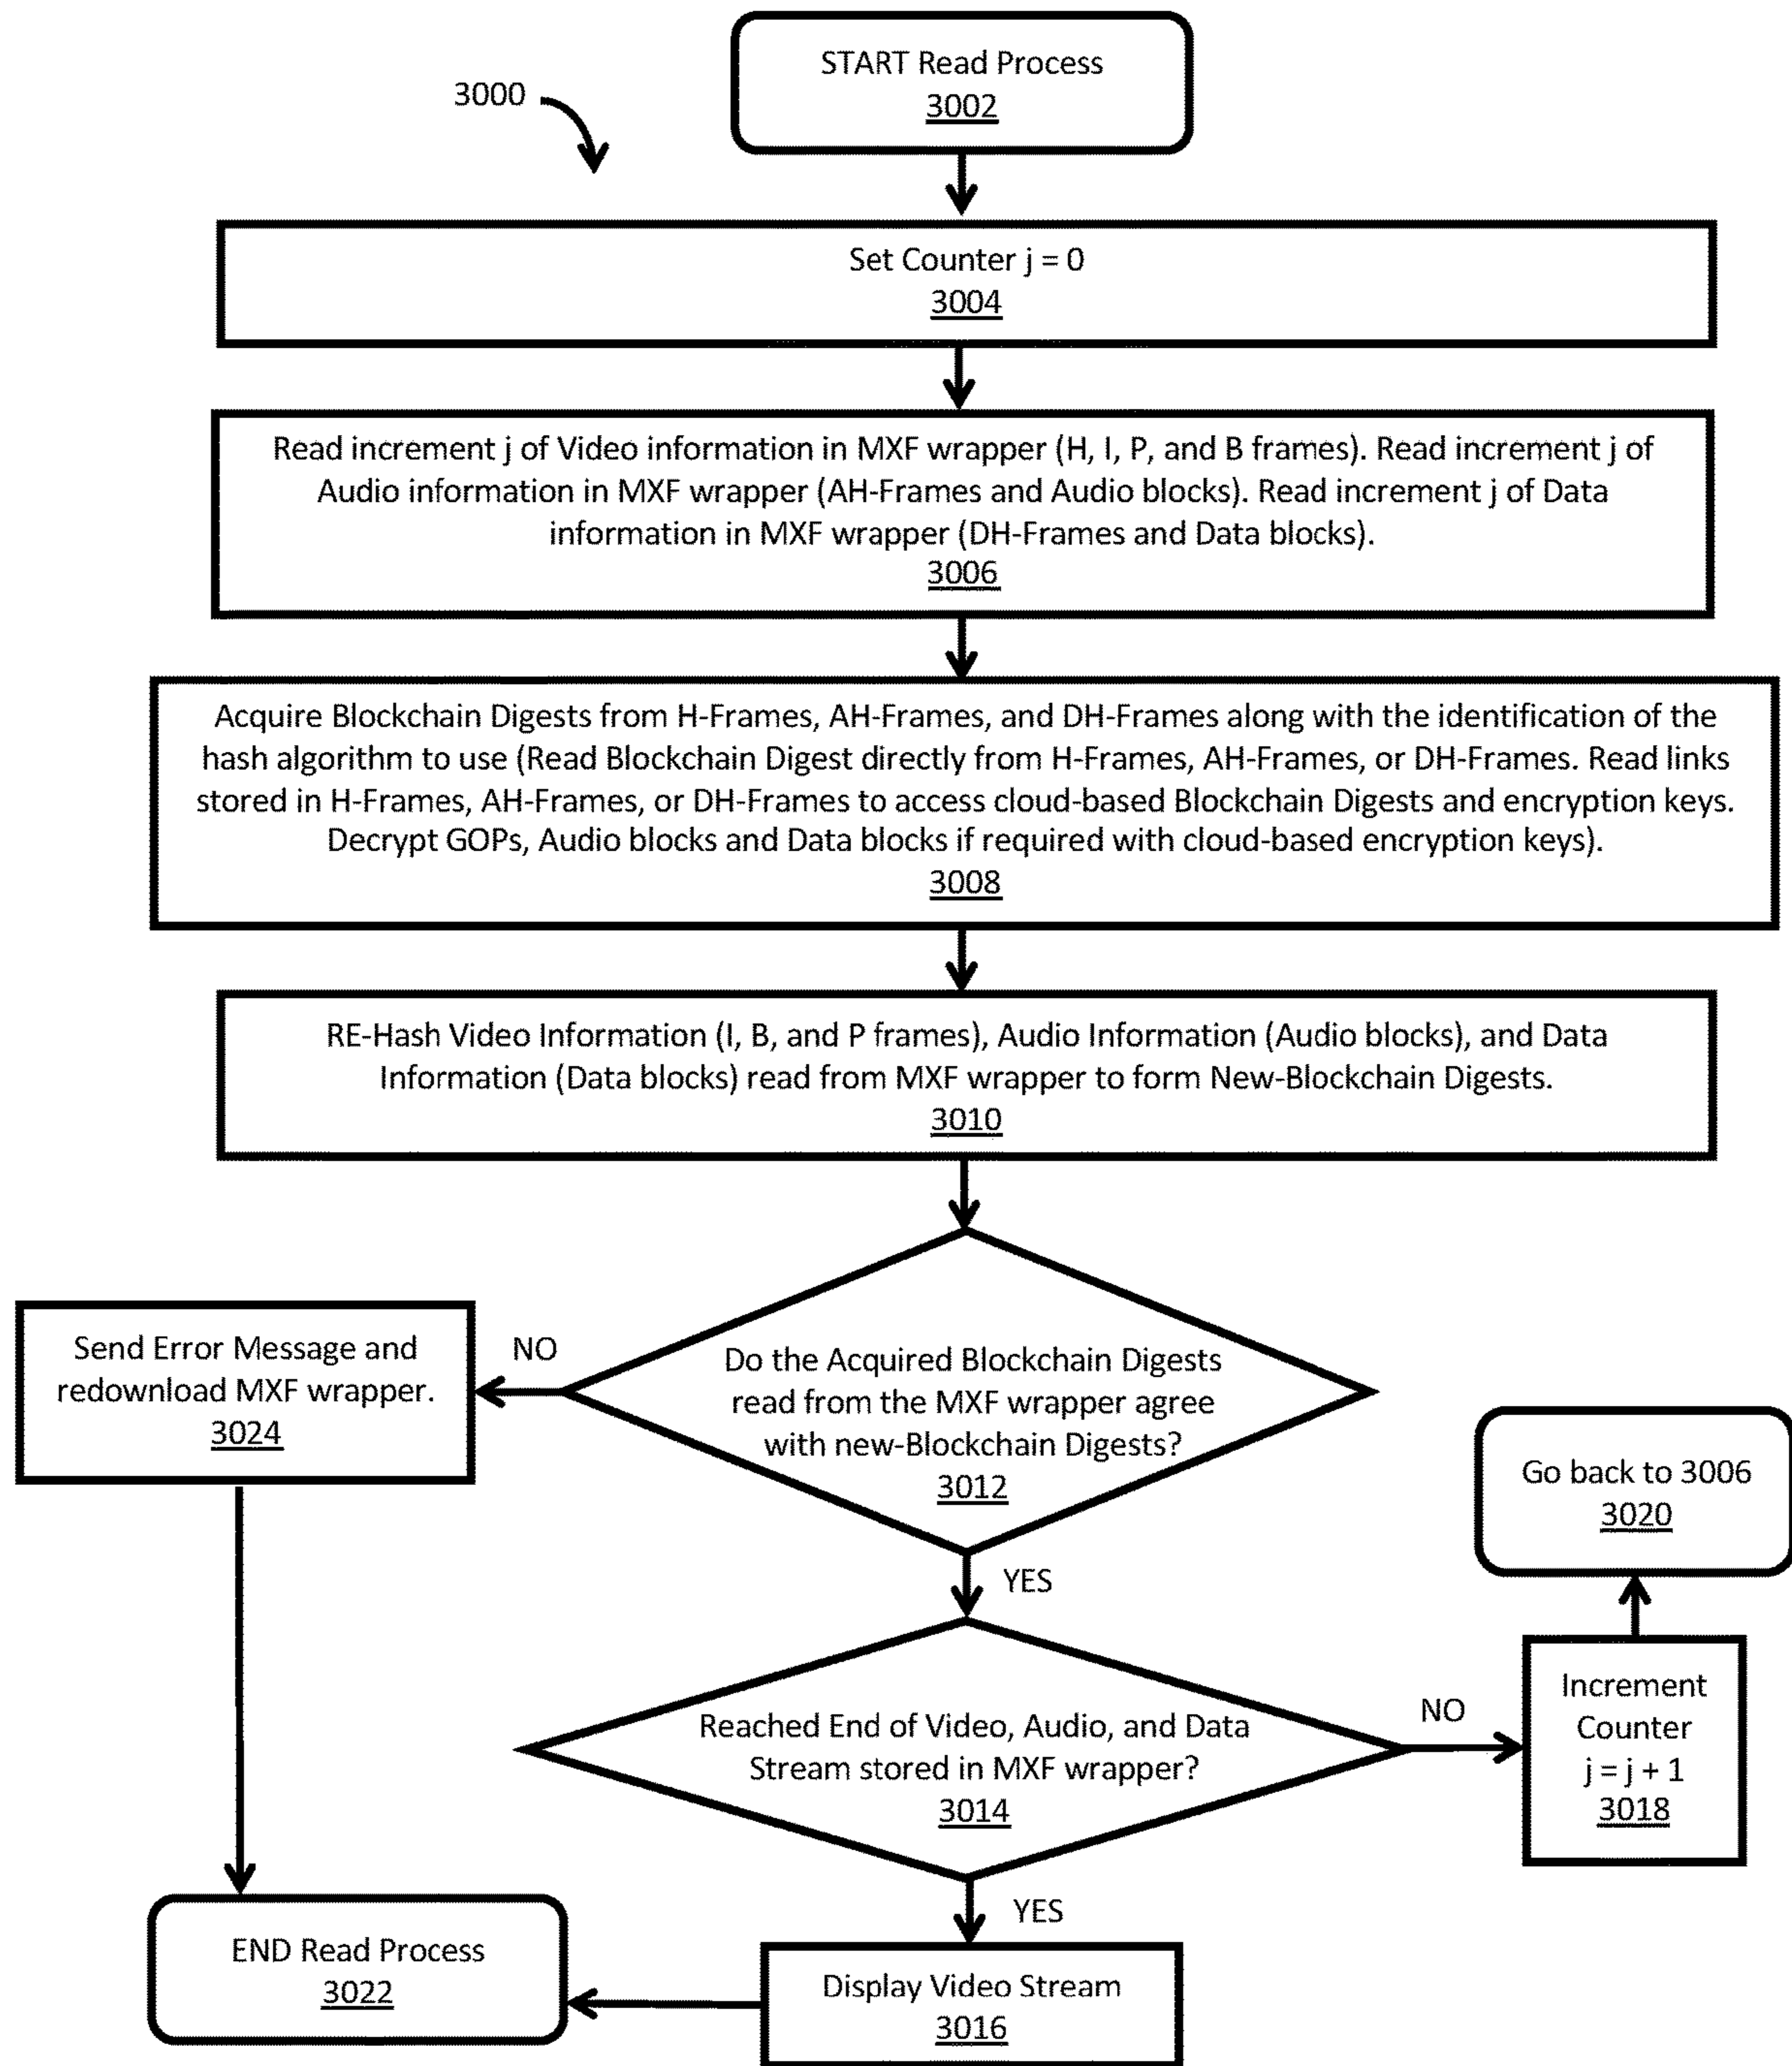 START Read Process
3002
3000
Set Counter j = 0
3004
Read increment j of Video information in MXF wrapper (H, I, P, and B frames). Read increment j of
Audio information in MXF wrapper (AH-Frames and Audio blocks). Read increment j of Data
information in MXF wrapper (DH-Frames and Data blocks).
3006
Acquire Blockchain Digests from H-Frames, AH-Frames, and DH-Frames along with the identification of the
hash algorithm to use (Read Blockchain Digest directly from H-Frames, AH-Frames, or DH-Frames. Read links
stored in H-Frames, AH-Frames, or DH-Frames to access cloud-based Blockchain Digests and encryption keys.
Decrypt GOPs, Audio blocks and Data blocks if required with cloud-based encryption keys).
3008
RE-Hash Video Information (I, B, and P frames), Audio Information (Audio blocks), and Data
Information (Data blocks) read from MXF wrapper to form New-Blockchain Digests.
3010
Do the Acquired Blockchain Digests
read from the MXF wrapper agree
with new-Blockchain Digests?
3012
NO
Send Error Message and
redownload MXF wrapper.
3024
YES
Reached End of Video, Audio, and Data
Stream stored in MXF wrapper?
3014
NO
Increment
Counter
j = j + 1
3018
Go back to 3006
3020
YES
Display Video Stream
3016
END Read Process
3022